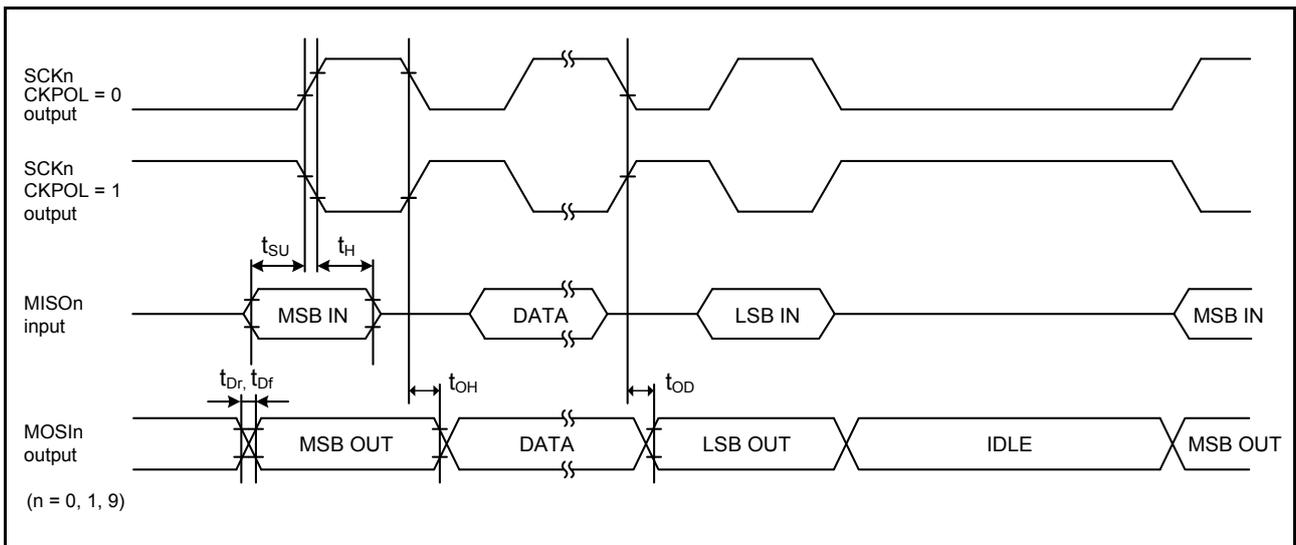 SCKn
CKPOL = 0
output
SCKn
CKPOL = 1
output
tSU
tH
MISOn
input
MSB IN
DATA
LSB IN
MSB IN
tDr, tDf
tOH
tOD
MOSIn
output
MSB OUT
DATA
LSB OUT
IDLE
MSB OUT
(n = 0, 1, 9)